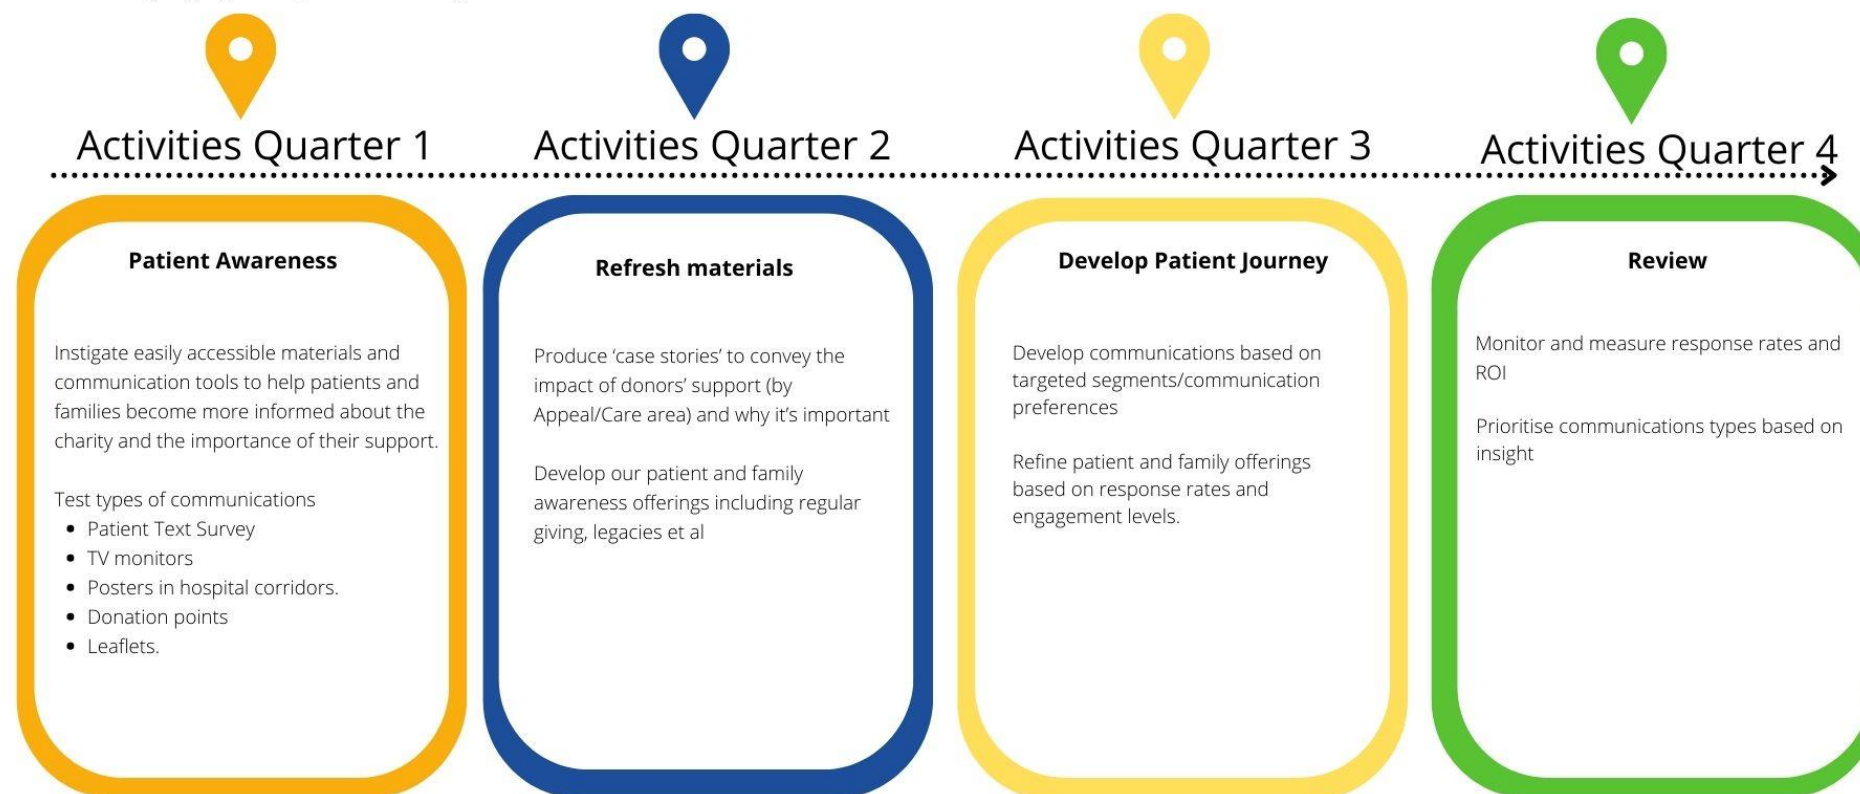 Activities Quarter 1
Activities Quarter 2
Activities Quarter 3
Activities Quarter 4
Patient Awareness
Instigate easily accessible materials and
communication tools to help patients and
families become more informed about the
charity and the importance of their support.
Test types of communications
• Patient Text Survey
• TV monitors
• Posters in hospital corridors.
• Donation points
• Leaflets.
Refresh materials
Produce ‘case stories’ to convey the
impact of donors’ support (by
Appeal/Care area) and why it’s important
Develop our patient and family
awareness offerings including regular
giving, legacies et al
Develop Patient Journey
Develop communications based on
targeted segments/communication
preferences
Refine patient and family offerings
based on response rates and
engagement levels.
Review
Monitor and measure response rates and
ROI
Prioritise communications types based on
insight